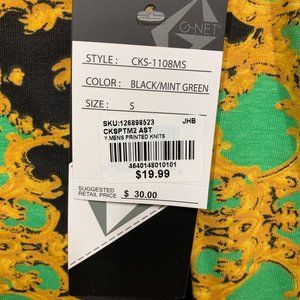 G-NET
STYLE : CKS-1108MS
COLOR : BLACK/MINT GREEN
SIZE : S
SKU:126898523 JHB
CKSPTM2 AST
Y.MENS PRINTED KNITS
4640148010101
$19.99
SUGGESTED
RETAIL PRICE $ 30.00